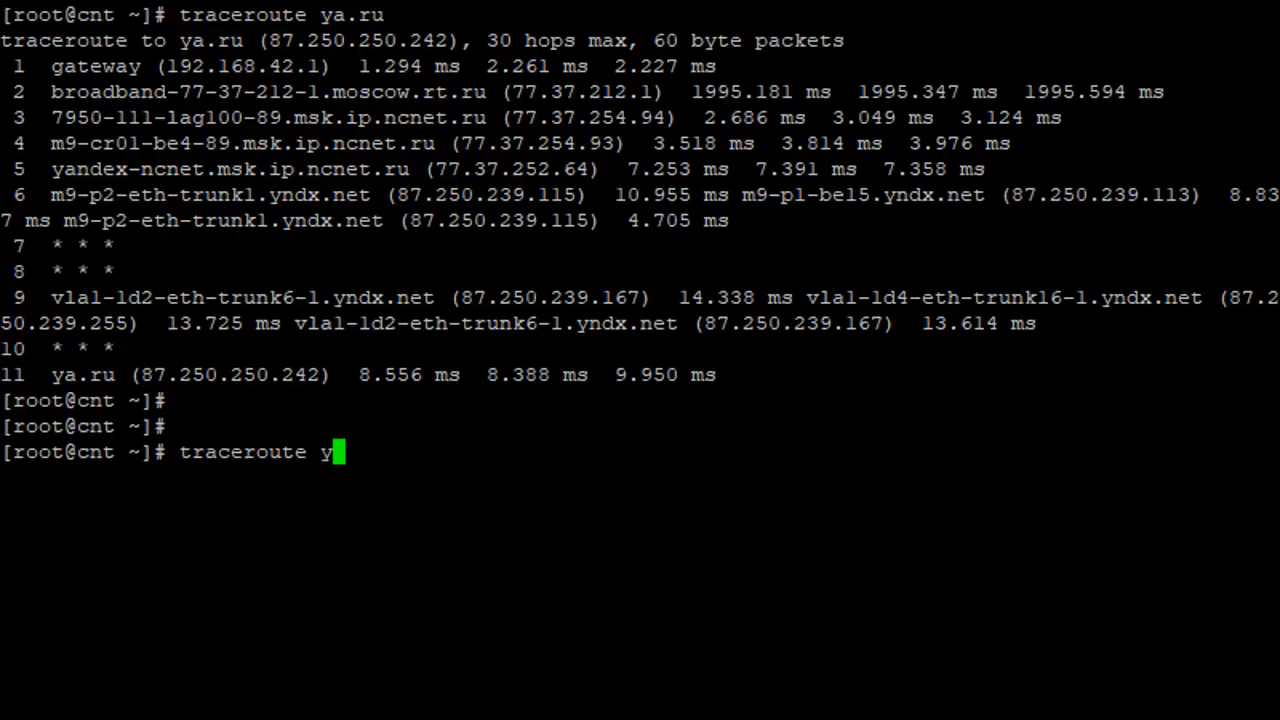 [root@cnt ~]# traceroute ya.ru
traceroute to ya.ru (87.250.250.242), 30 hops max, 60 byte packets
 1  gateway (192.168.42.1)  1.294 ms  2.261 ms  2.227 ms
 2  broadband-77-37-212-1.moscow.rt.ru (77.37.212.1)  1995.181 ms  1995.347 ms  1995.594 ms
 3  7950-111-lag100-89.msk.ip.ncnet.ru (77.37.254.94)  2.686 ms  3.049 ms  3.124 ms
 4  m9-cr01-be4-89.msk.ip.ncnet.ru (77.37.254.93)  3.518 ms  3.814 ms  3.976 ms
 5  yandex-ncnet.msk.ip.ncnet.ru (77.37.252.64)  7.253 ms  7.391 ms  7.358 ms
 6  m9-p2-eth-trunk1.yndx.net (87.250.239.115)  10.955 ms m9-p1-be15.yndx.net (87.250.239.113)  8.83
7 ms m9-p2-eth-trunk1.yndx.net (87.250.239.115)  4.705 ms
 7  * * *
 8  * * *
 9  vla1-1d2-eth-trunk6-1.yndx.net (87.250.239.167)  14.338 ms vla1-1d4-eth-trunk16-1.yndx.net (87.2
50.239.255)  13.725 ms vla1-1d2-eth-trunk6-1.yndx.net (87.250.239.167)  13.614 ms
10  * * *
11  ya.ru (87.250.250.242)  8.556 ms  8.388 ms  9.950 ms
[root@cnt ~]#
[root@cnt ~]#
[root@cnt ~]# traceroute y